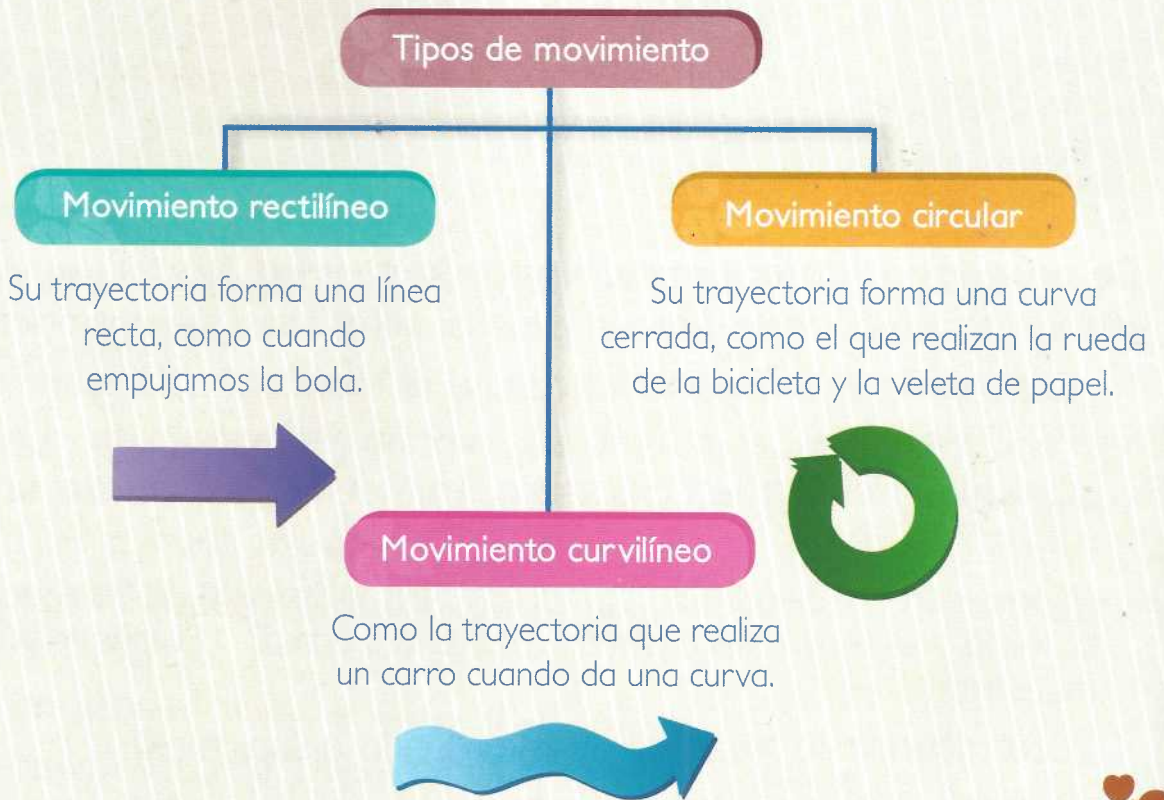 Tipos de movimiento
Movimiento rectilíneo
Su trayectoria forma una línea
recta, como cuando
empujamos la bola.
Movimiento circular
Su trayectoria forma una curva
cerrada, como el que realizan la rueda
de la bicicleta y la veleta de papel.
Movimiento curvilíneo
Como la trayectoria que realiza
un carro cuando da una curva.